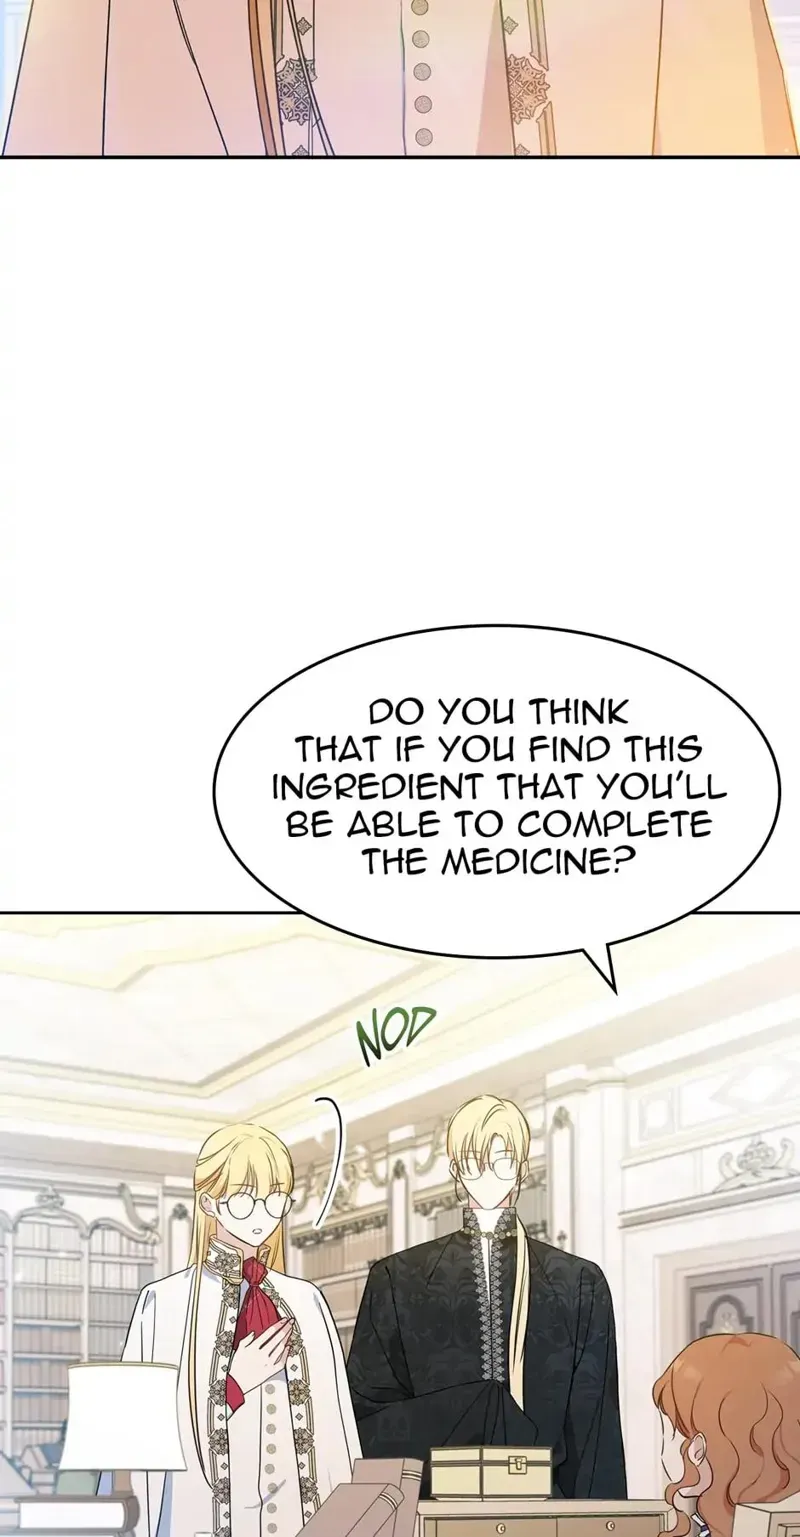 DO YOU THINK
THAT IF YOU FIND THIS
INGREDIENT THAT YOU'LL
BE ABLE TO COMPLETE
THE MEDICINE?
NOD